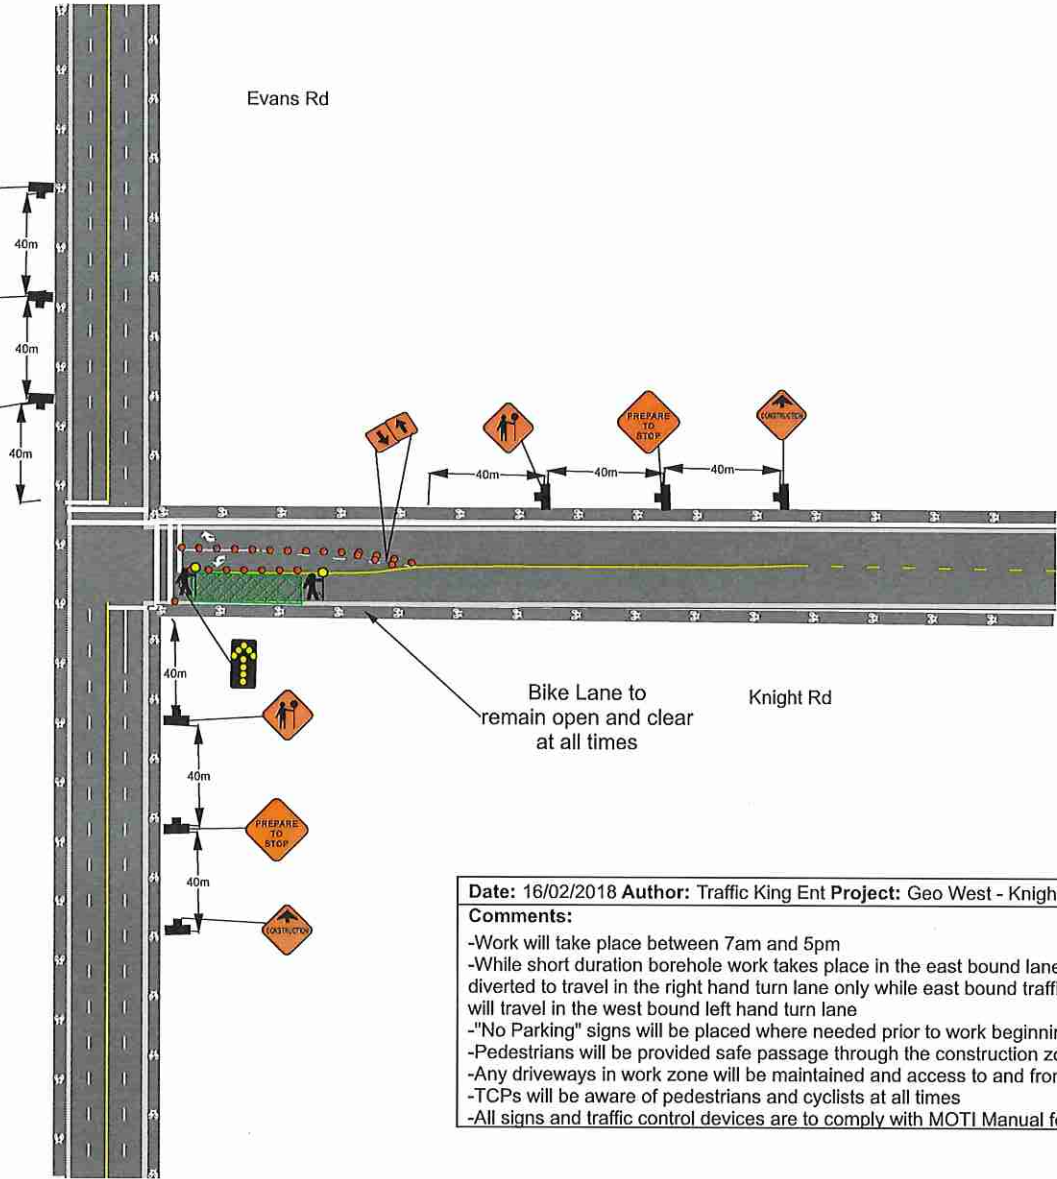 Evans Rd
40m
40m
40m
PREPARE
TO
STOP
CONSTRUCTION
40m
40m
40m
40m
Bike Lane to
remain open and clear
at all times
Knight Rd
40m
PREPARE
TO
STOP
40m
CONSTRUCTION
Date: 16/02/2018 Author: Traffic King Ent Project: Geo West - Knigh
Comments:
-Work will take place between 7am and 5pm
-While short duration borehole work takes place in the east bound lane
diverted to travel in the right hand turn lane only while east bound traffi
will travel in the west bound left hand turn lane
-"No Parking" signs will be placed where needed prior to work beginnin
-Pedestrians will be provided safe passage through the construction zo
-Any driveways in work zone will be maintained and access to and fron
-TCPs will be aware of pedestrians and cyclists at all times
-All signs and traffic control devices are to comply with MOTI Manual fo